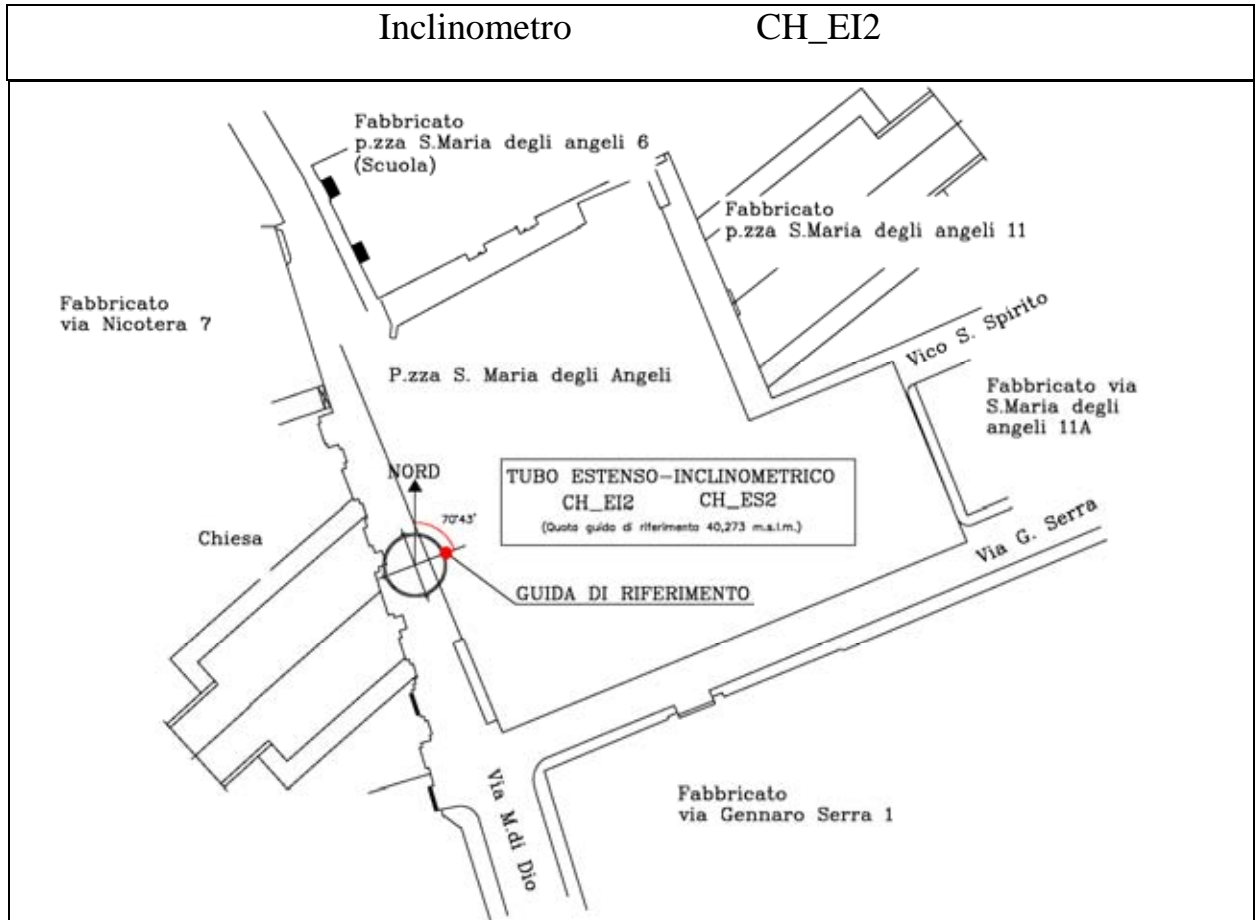 Inclinometro CH_EI2
Fabbricato
p.zza S.Maria degli angeli 6
(Scuola)
Fabbricato
p.zza S.Maria degli angeli 11
Fabbricato
via Nicotera 7
Vico S. Spirito
P.zza S. Maria degli Angeli
Fabbricato via
S.Maria degli
angeli 11A
NORD
TUBO ESTENSO-INCLINOMETRICO
CH_EI2 CH_ES2
(Quota guida di riferimento 40,273 m.s.l.m.)
70°43'
Via G. Serra
Chiesa
GUIDA DI RIFERIMENTO
Via M.di Dio
Fabbricato
via Gennaro Serra 1